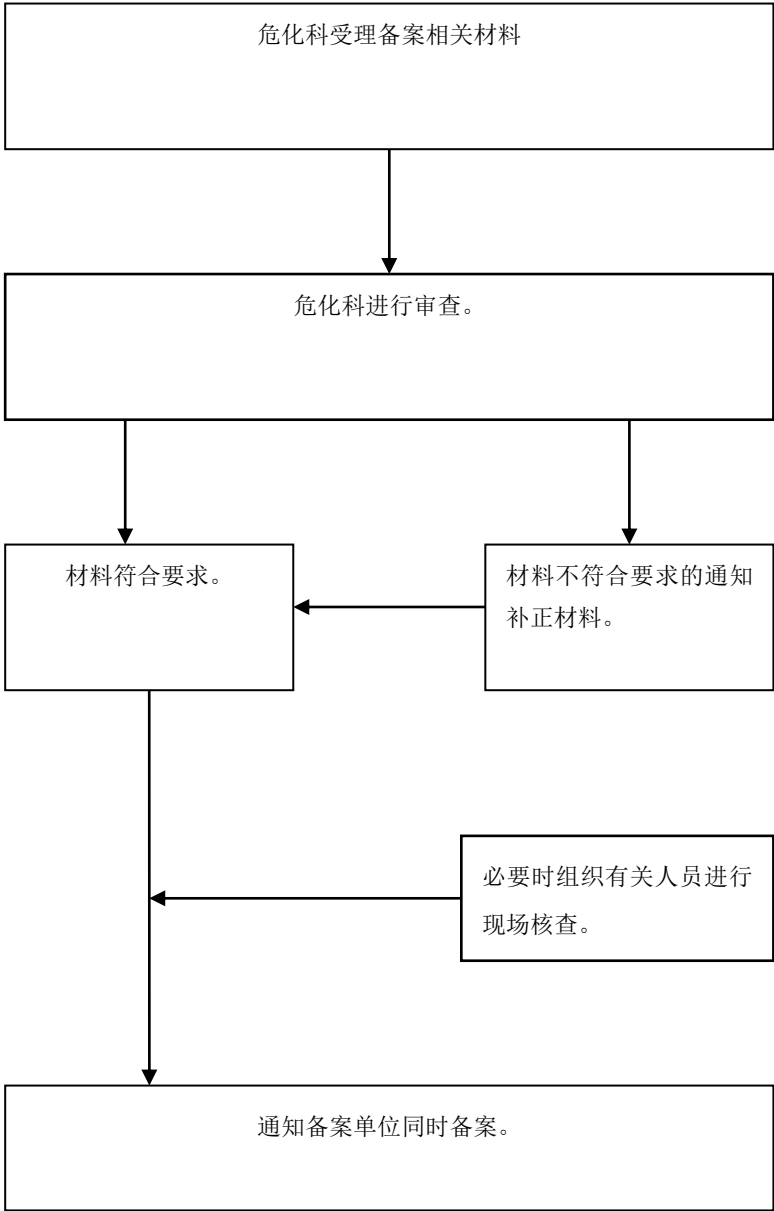 危化科受理备案相关材料
危化科进行审查。
材料符合要求。
材料不符合要求的通知
补正材料。
必要时组织有关人员进行
现场核查。
通知备案单位同时备案。